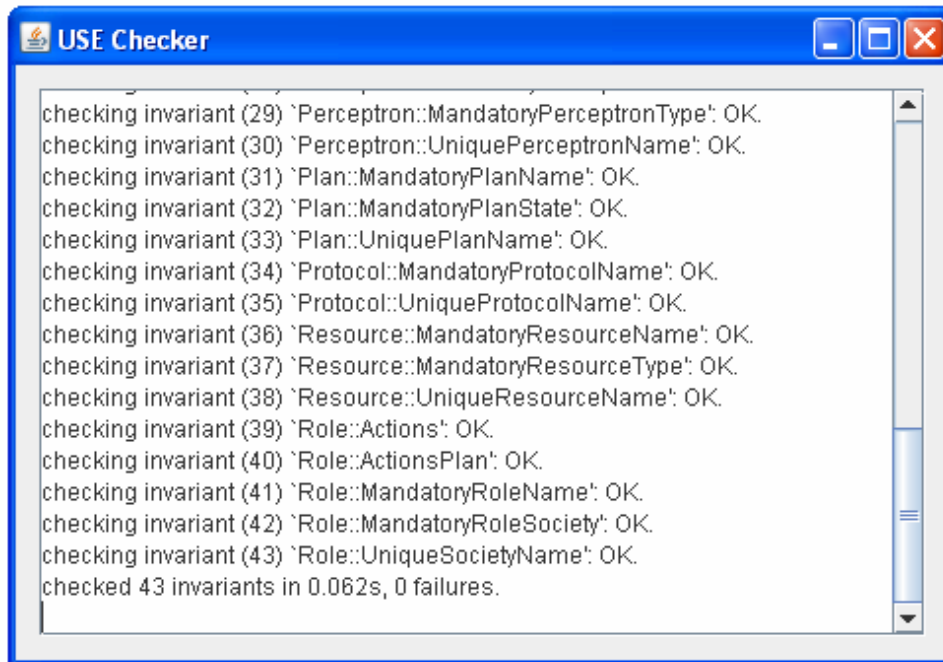 USE Checker
checking invariant (29) `Perceptron::MandatoryPerceptronType': OK.
checking invariant (30) `Perceptron::UniquePerceptronName': OK.
checking invariant (31) `Plan::MandatoryPlanName': OK.
checking invariant (32) `Plan::MandatoryPlanState': OK.
checking invariant (33) `Plan::UniquePlanName': OK.
checking invariant (34) `Protocol::MandatoryProtocolName': OK.
checking invariant (35) `Protocol::UniqueProtocolName': OK.
checking invariant (36) `Resource::MandatoryResourceName': OK.
checking invariant (37) `Resource::MandatoryResourceType': OK.
checking invariant (38) `Resource::UniqueResourceName': OK.
checking invariant (39) `Role::Actions': OK.
checking invariant (40) `Role::ActionsPlan': OK.
checking invariant (41) `Role::MandatoryRoleName': OK.
checking invariant (42) `Role::MandatoryRoleSociety': OK.
checking invariant (43) `Role::UniqueSocietyName': OK.
checked 43 invariants in 0.062s, 0 failures.